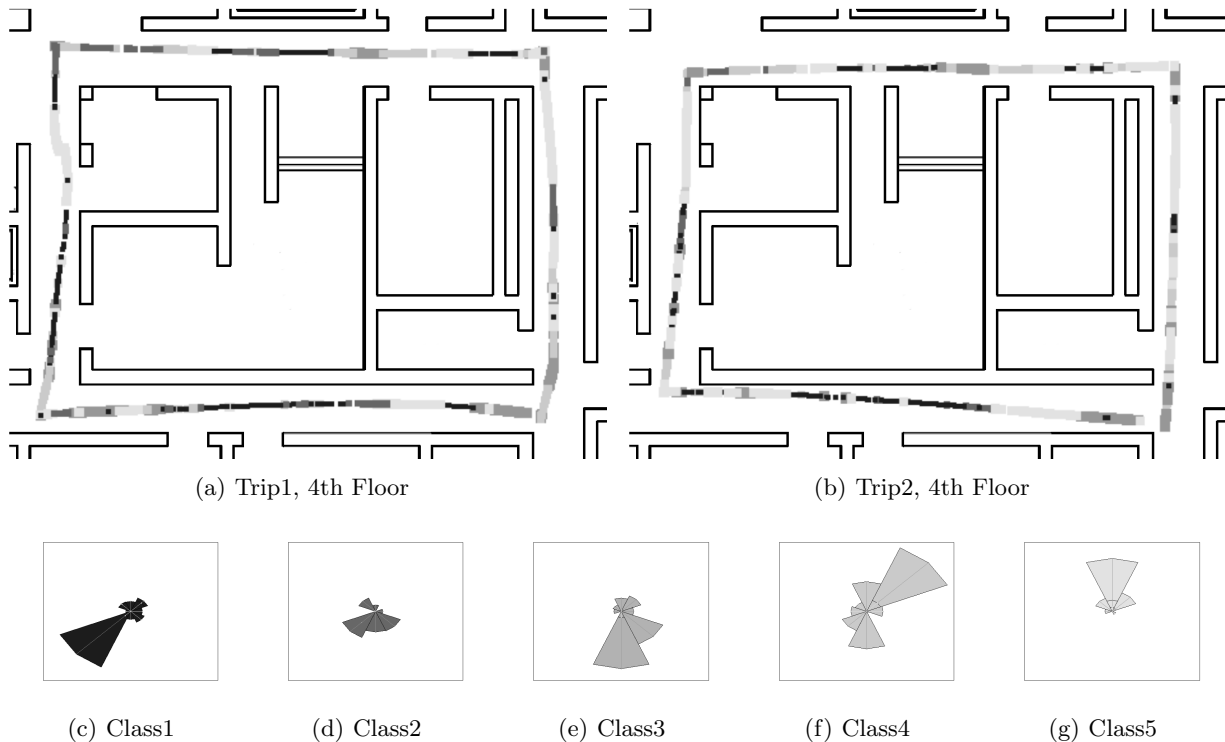 (a) Trip1, 4th Floor
(b) Trip2, 4th Floor
(c) Class1
(d) Class2
(e) Class3
(f) Class4
(g) Class5